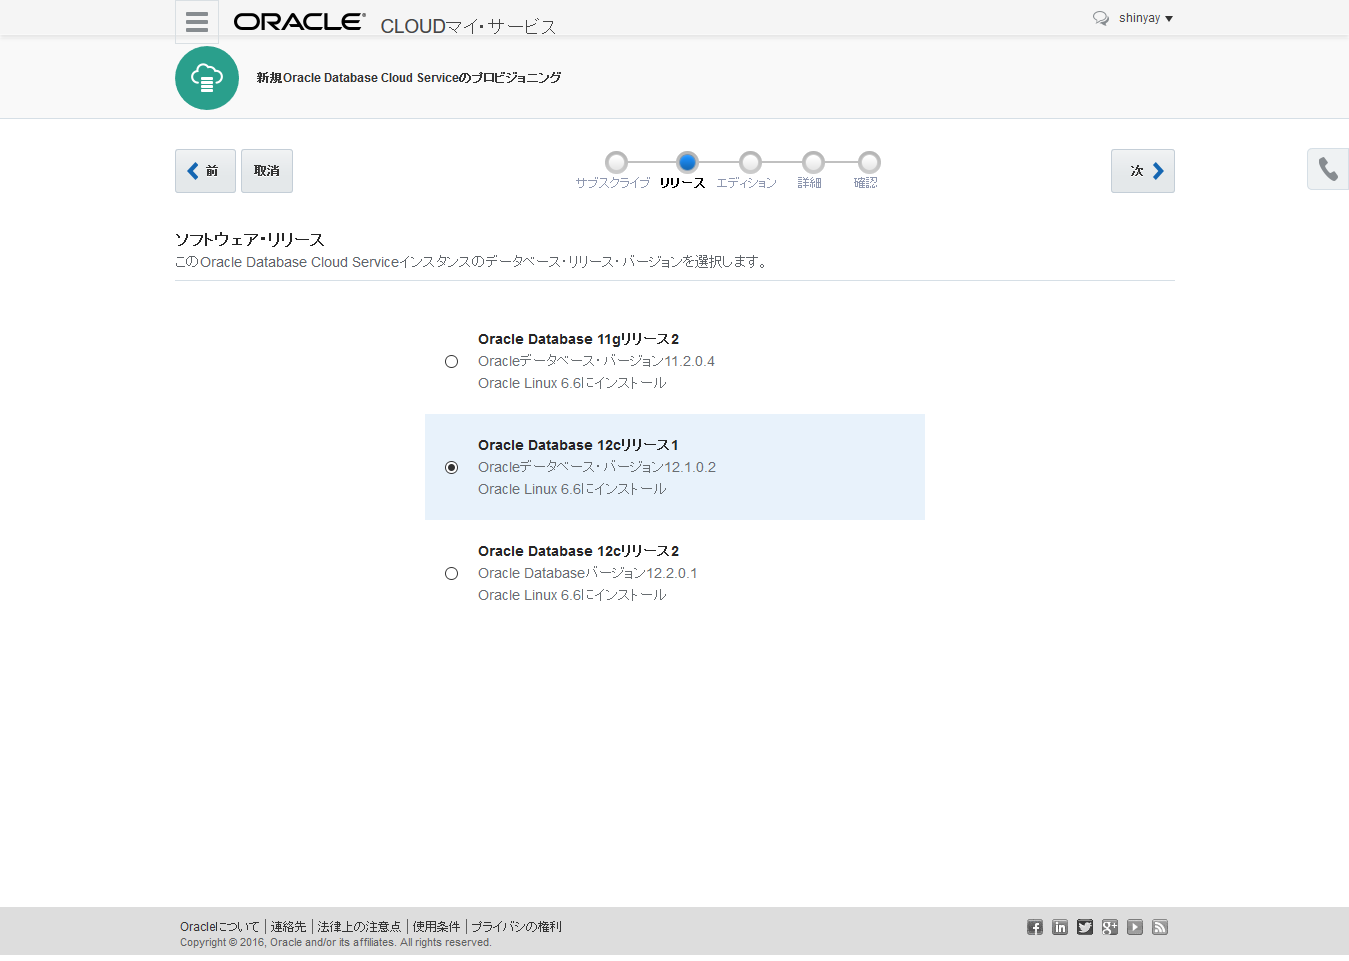 ORACLE® CLOUDマイ・サービス
shinyay
新規Oracle Database Cloud Serviceのプロビジョニング
前
取消
サブスクライブ
リリース
エディション
詳細
確認
次
ソフトウェア・リリース
このOracle Database Cloud Serviceインスタンスのデータベース・リリース・バージョンを選択します。
Oracle Database 11gリリース2
Oracleデータベース・バージョン11.2.0.4
Oracle Linux 6.6にインストール
Oracle Database 12cリリース1
Oracleデータベース・バージョン12.1.0.2
Oracle Linux 6.6にインストール
Oracle Database 12cリリース2
Oracle Databaseバージョン12.2.0.1
Oracle Linux 6.6にインストール
Oracleについて | 連絡先 | 法律上の注意点 | 使用条件 | プライバシの権利
Copyright © 2016, Oracle and/or its affiliates. All rights reserved.